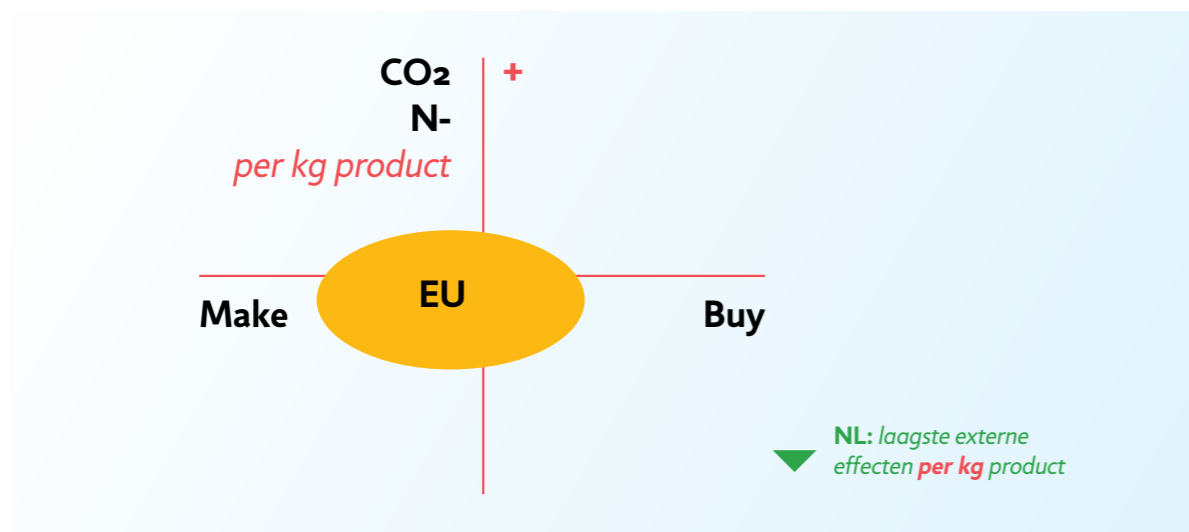 CO2
+
N-
per kg product
EU
Make
Buy
NL: laagste externe
effecten per kg product